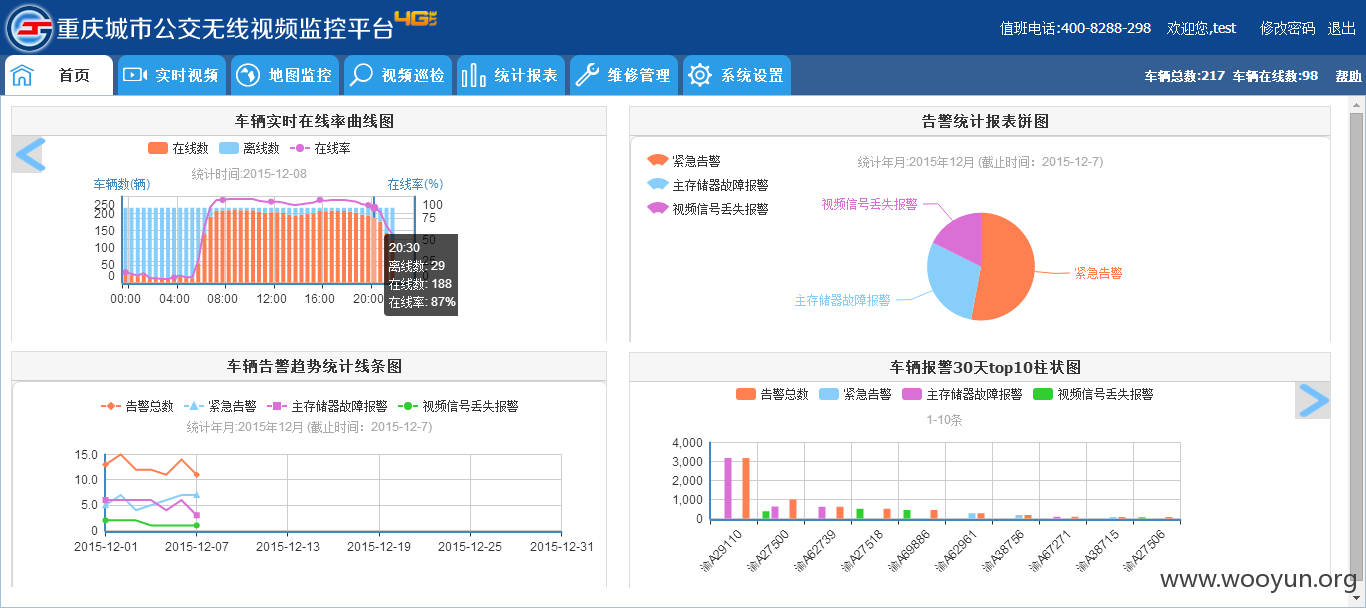 重庆城市公交无线视频监控平台 4G
值班电话:400-8288-298 欢迎您,test 修改密码 退出
首页 实时视频 地图监控 视频巡检 统计报表 维修管理 系统设置
车辆总数:217 车辆在线数:98 帮助
车辆实时在线率曲线图
在线数 离线数 在线率
统计时间:2015-12-08
车辆数(辆) 在线率(%)
250
200
150
100
50
0
100
75
50
20:30
离线数: 29
在线数: 188
在线率: 87%
00:00 04:00 08:00 12:00 16:00 20:00
告警统计报表饼图
紧急告警
主存储器故障报警
视频信号丢失报警
统计年月:2015年12月 (截止时间：2015-12-7)
视频信号丢失报警
紧急告警
主存储器故障报警
车辆告警趋势统计线条图
告警总数 紧急告警 主存储器故障报警 视频信号丢失报警
统计年月:2015年12月 (截止时间：2015-12-7)
15.0
10.0
5.0
0
2015-12-01 2015-12-07 2015-12-13 2015-12-19 2015-12-25 2015-12-31
车辆报警30天top10柱状图
告警总数 紧急告警 主存储器故障报警 视频信号丢失报警
1-10条
4,000
3,000
2,000
1,000
0
渝A29110 渝A27500 渝A62739 渝A27518 渝A69886 渝A62961 渝A38756 渝A67271 渝A38715 渝A27506
www.wooyun.org